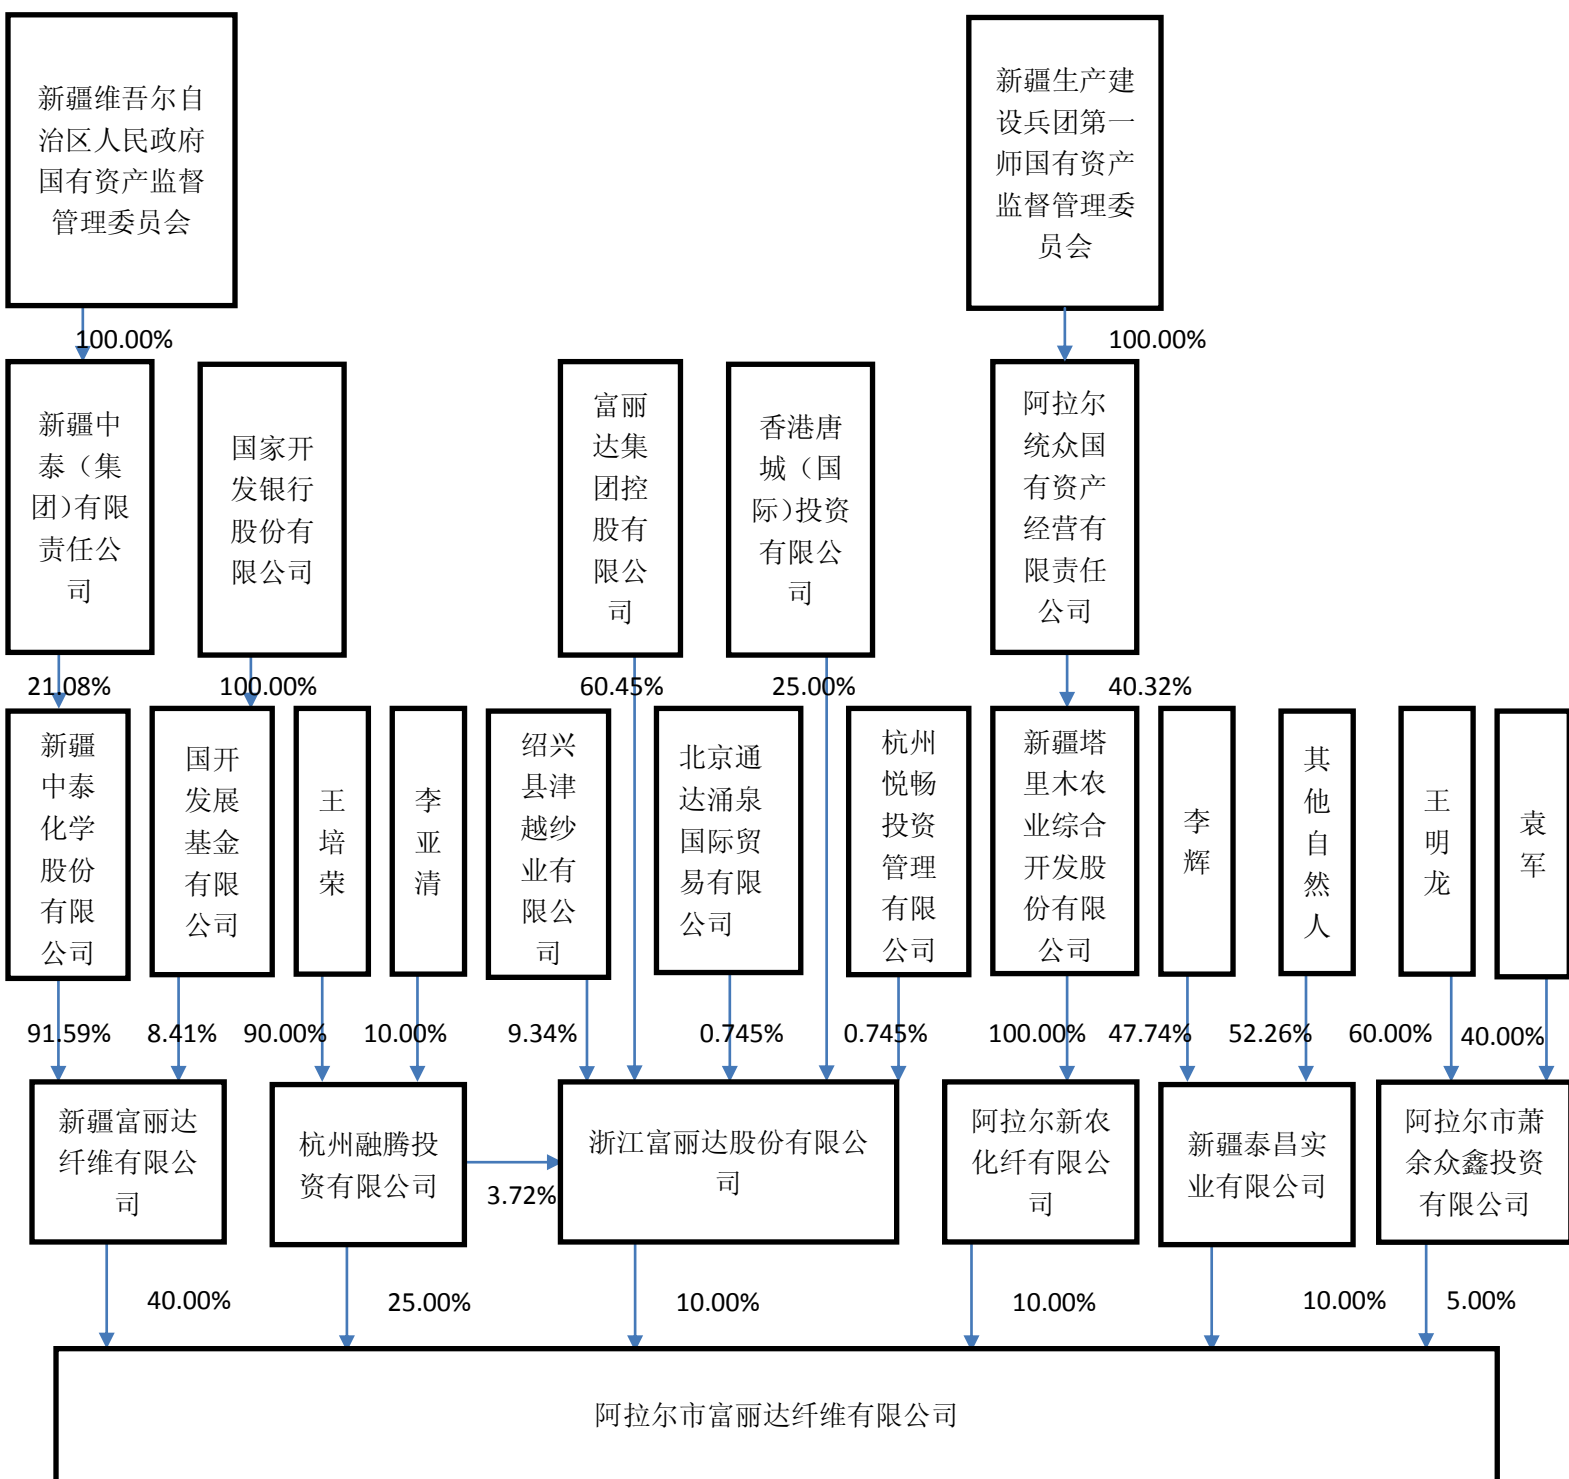 新疆维吾尔自
治区人民政府
国有资产监督
管理委员会
新疆生产建
设兵团第一
师国有资产
监督管理委
员会
100.00%
100.00%
新疆中
泰（集
团）有限
责任公
司
国家开
发银行
股份有
限公司
富丽
达集
团控
股有
限公
司
香港唐
城（国
际）投资
有限公
司
阿拉尔
统众国
有资产
经营有
限责任
公司
21.08%
100.00%
60.45%
25.00%
40.32%
新疆
中泰
化学
股份
有限
公司
国开
发展
基金
有限
公司
王
培
荣
李
亚
清
绍兴
县津
越纱
业有
限公
司
北京通
达涌泉
国际贸
易有限
公司
杭州
悦畅
投资
管理
有限
公司
新疆塔
里木农
业综合
开发股
份有限
公司
李
辉
其
他
自
然
人
王
明
龙
袁
军
91.59%
8.41%
90.00%
10.00%
9.34%
0.745%
0.745%
100.00%
47.74%
52.26%
60.00%
40.00%
新疆富丽达
纤维有限公
司
杭州融腾投
资有限公司
3.72%
浙江富丽达股份有限公
司
阿拉尔新农
化纤有限公
司
新疆泰昌实
业有限公司
阿拉尔市萧
余众鑫投资
有限公司
40.00%
25.00%
10.00%
10.00%
10.00%
5.00%
阿拉尔市富丽达纤维有限公司